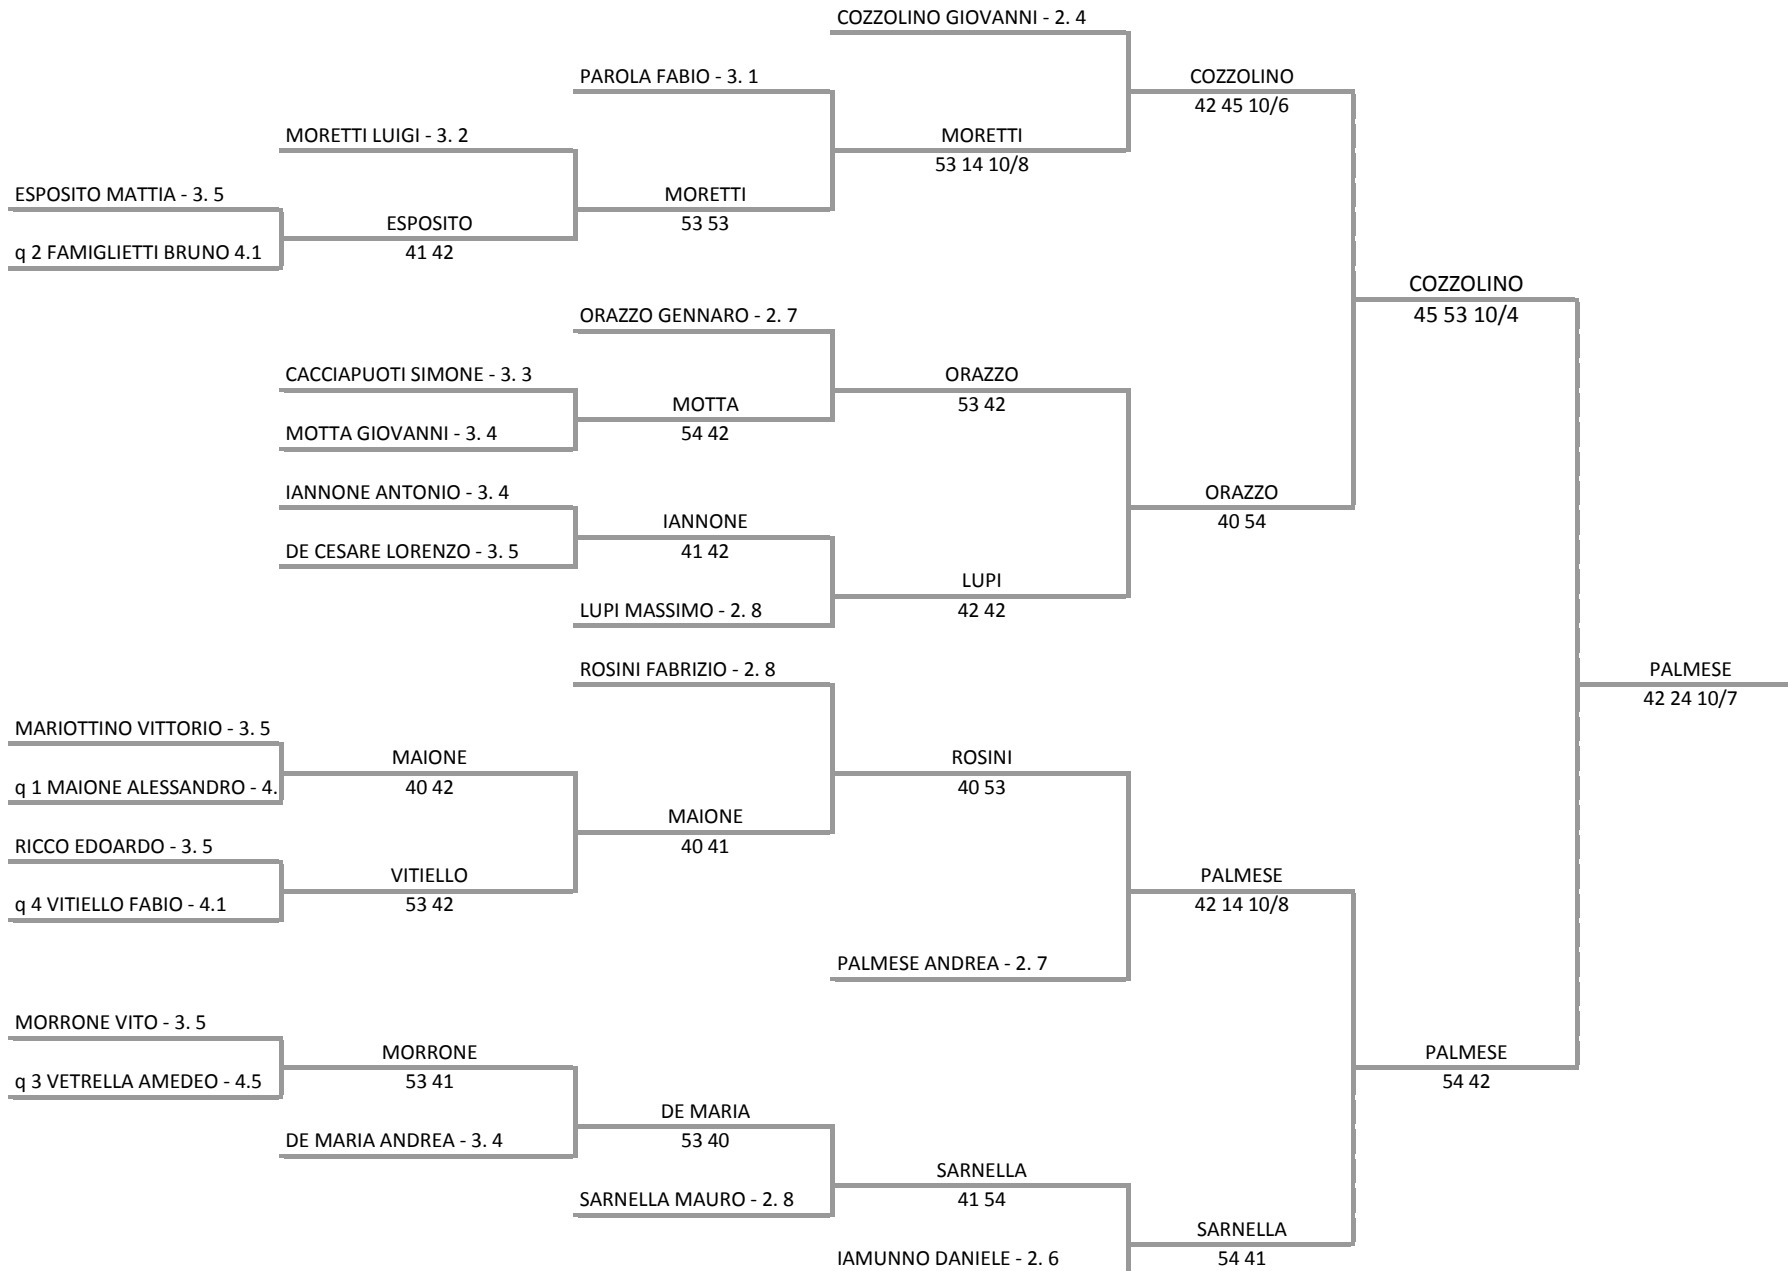 COZZOLINO GIOVANNI - 2. 4
PAROLA FABIO - 3. 1
COZZOLINO
42 45 10/6
MORETTI LUIGI - 3. 2
MORETTI
53 14 10/8
ESPOSITO MATTIA - 3. 5
MORETTI
53 53
ESPOSITO
41 42
q 2 FAMIGLIETTI BRUNO 4.1
COZZOLINO
45 53 10/4
ORAZZO GENNARO - 2. 7
CACCIAPUOTI SIMONE - 3. 3
ORAZZO
53 42
MOTTA
54 42
MOTTA GIOVANNI - 3. 4
IANNONE ANTONIO - 3. 4
ORAZZO
40 54
IANNONE
41 42
DE CESARE LORENZO - 3. 5
LUPI
42 42
LUPI MASSIMO - 2. 8
ROSINI FABRIZIO - 2. 8
PALMESE
42 24 10/7
MARIOTTINO VITTORIO - 3. 5
MAIONE
40 42
ROSINI
40 53
q 1 MAIONE ALESSANDRO - 4.
MAIONE
40 41
RICCO EDOARDO - 3. 5
VITIELLO
53 42
PALMESE
42 14 10/8
q 4 VITIELLO FABIO - 4.1
PALMESE ANDREA - 2. 7
MORRONE VITO - 3. 5
MORRONE
53 41
PALMESE
54 42
q 3 VETRELLA AMEDEO - 4.5
DE MARIA
53 40
DE MARIA ANDREA - 3. 4
SARNELLA
41 54
SARNELLA MAURO - 2. 8
SARNELLA
54 41
IAMUNNO DANIELE - 2. 6